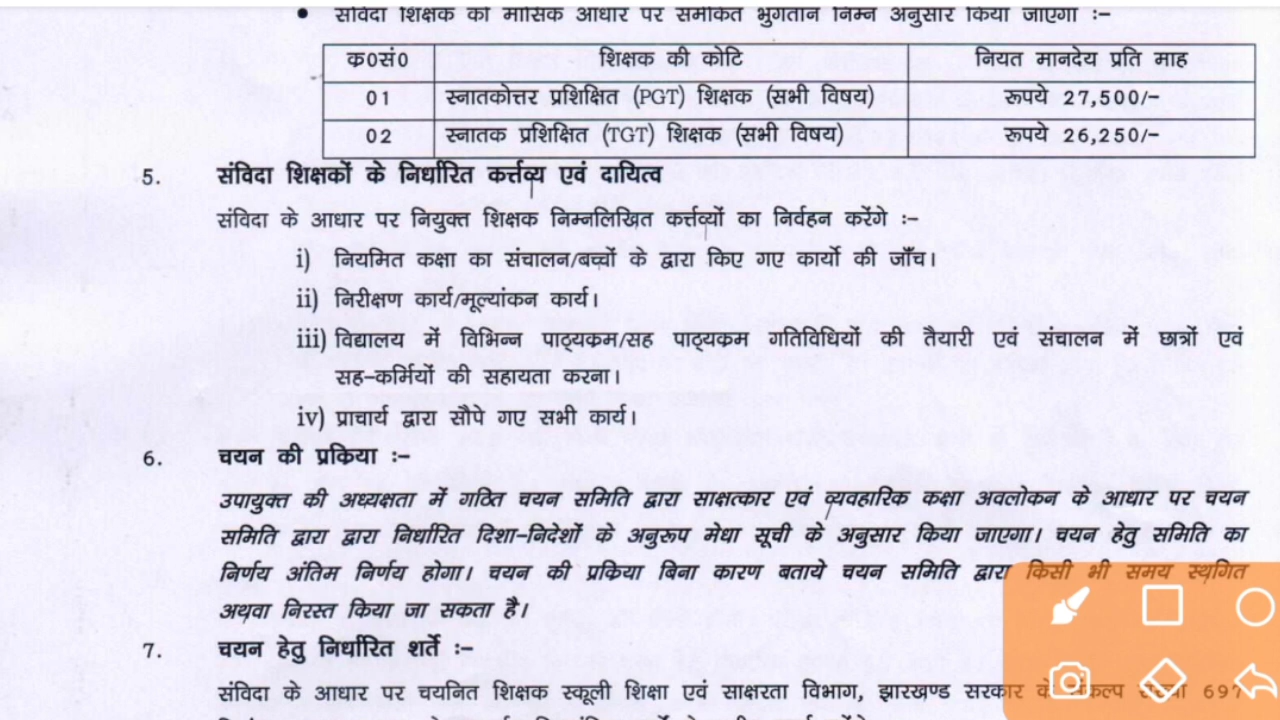 • संविदा शिक्षक को मासिक आधार पर समेकित भुगतान निम्न अनुसार किया जाएगा :–
क्र०सं० शिक्षक की कोटि नियत मानदेय प्रति माह
01 स्नातकोत्तर प्रशिक्षित (PGT) शिक्षक (सभी विषय) रूपये 27,500/–
02 स्नातक प्रशिक्षित (TGT) शिक्षक (सभी विषय) रूपये 26,250/–
5. संविदा शिक्षकों के निर्धारित कर्त्तव्य एवं दायित्व
संविदा के आधार पर नियुक्त शिक्षक निम्नलिखित कर्त्तव्यों का निर्वहन करेंगे :–
i) नियमित कक्षा का संचालन/बच्चों के द्वारा किए गए कार्यो की जाँच।
ii) निरीक्षण कार्य/मूल्यांकन कार्य।
iii) विद्यालय में विभिन्न पाठ्यक्रम/सह पाठ्यक्रम गतिविधियों की तैयारी एवं संचालन में छात्रों एवं
सह–कर्मियों की सहायता करना।
iv) प्राचार्य द्वारा सौपे गए सभी कार्य।
6. चयन की प्रक्रिया :–
उपायुक्त की अध्यक्षता में गठित चयन समिति द्वारा साक्षत्कार एवं व्यवहारिक कक्षा अवलोकन के आधार पर चयन
समिति द्वारा द्वारा निर्धारित दिशा–निदेर्शो के अनुरूप मेधा सूची के अनुसार किया जाएगा। चयन हेतु समिति का
निर्णय अंतिम निर्णय होगा। चयन की प्रक्रिया बिना कारण बताये चयन समिति द्वारा किसी भी समय स्थगित
अथवा निरस्त किया जा सकता है।
7. चयन हेतु निर्धारित शर्ते :–
संविदा के आधार पर चयनित शिक्षक स्कूली शिक्षा एवं साक्षरता विभाग, झारखण्ड सरकार के 697